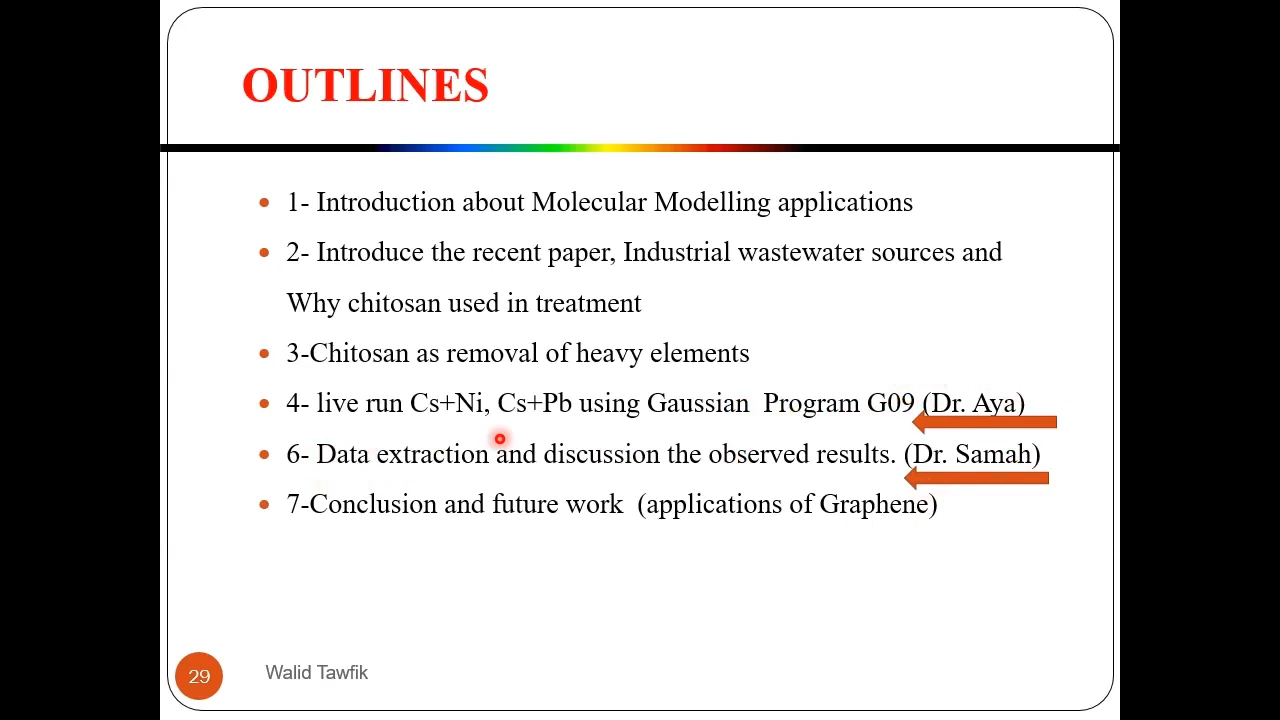 OUTLINES
1- Introduction about Molecular Modelling applications
2- Introduce the recent paper, Industrial wastewater sources and
Why chitosan used in treatment
3-Chitosan as removal of heavy elements
4- live run Cs+Ni, Cs+Pb using Gaussian Program G09 (Dr. Aya)
6- Data extraction and discussion the observed results. (Dr. Samah)
7-Conclusion and future work (applications of Graphene)
29
Walid Tawfik